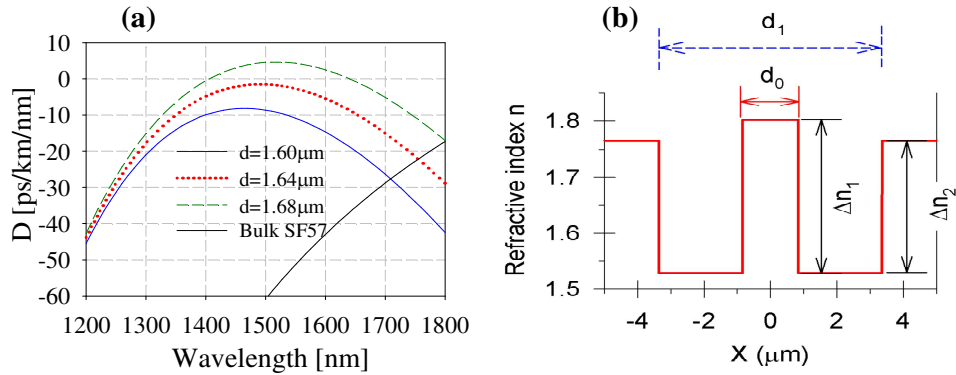 (a)
10
0
-10
-20
-30
-40
-50
-60
D [ps/km/nm]
d=1.60μm
d=1.64μm
d=1.68μm
Bulk SF57
1200 1300 1400 1500 1600 1700 1800
Wavelength [nm]
(b)
d1
d0
1.8
1.7
1.6
1.5
Refractive index n
Δn1
Δn2
-4 -2 0 2 4
X (μm)